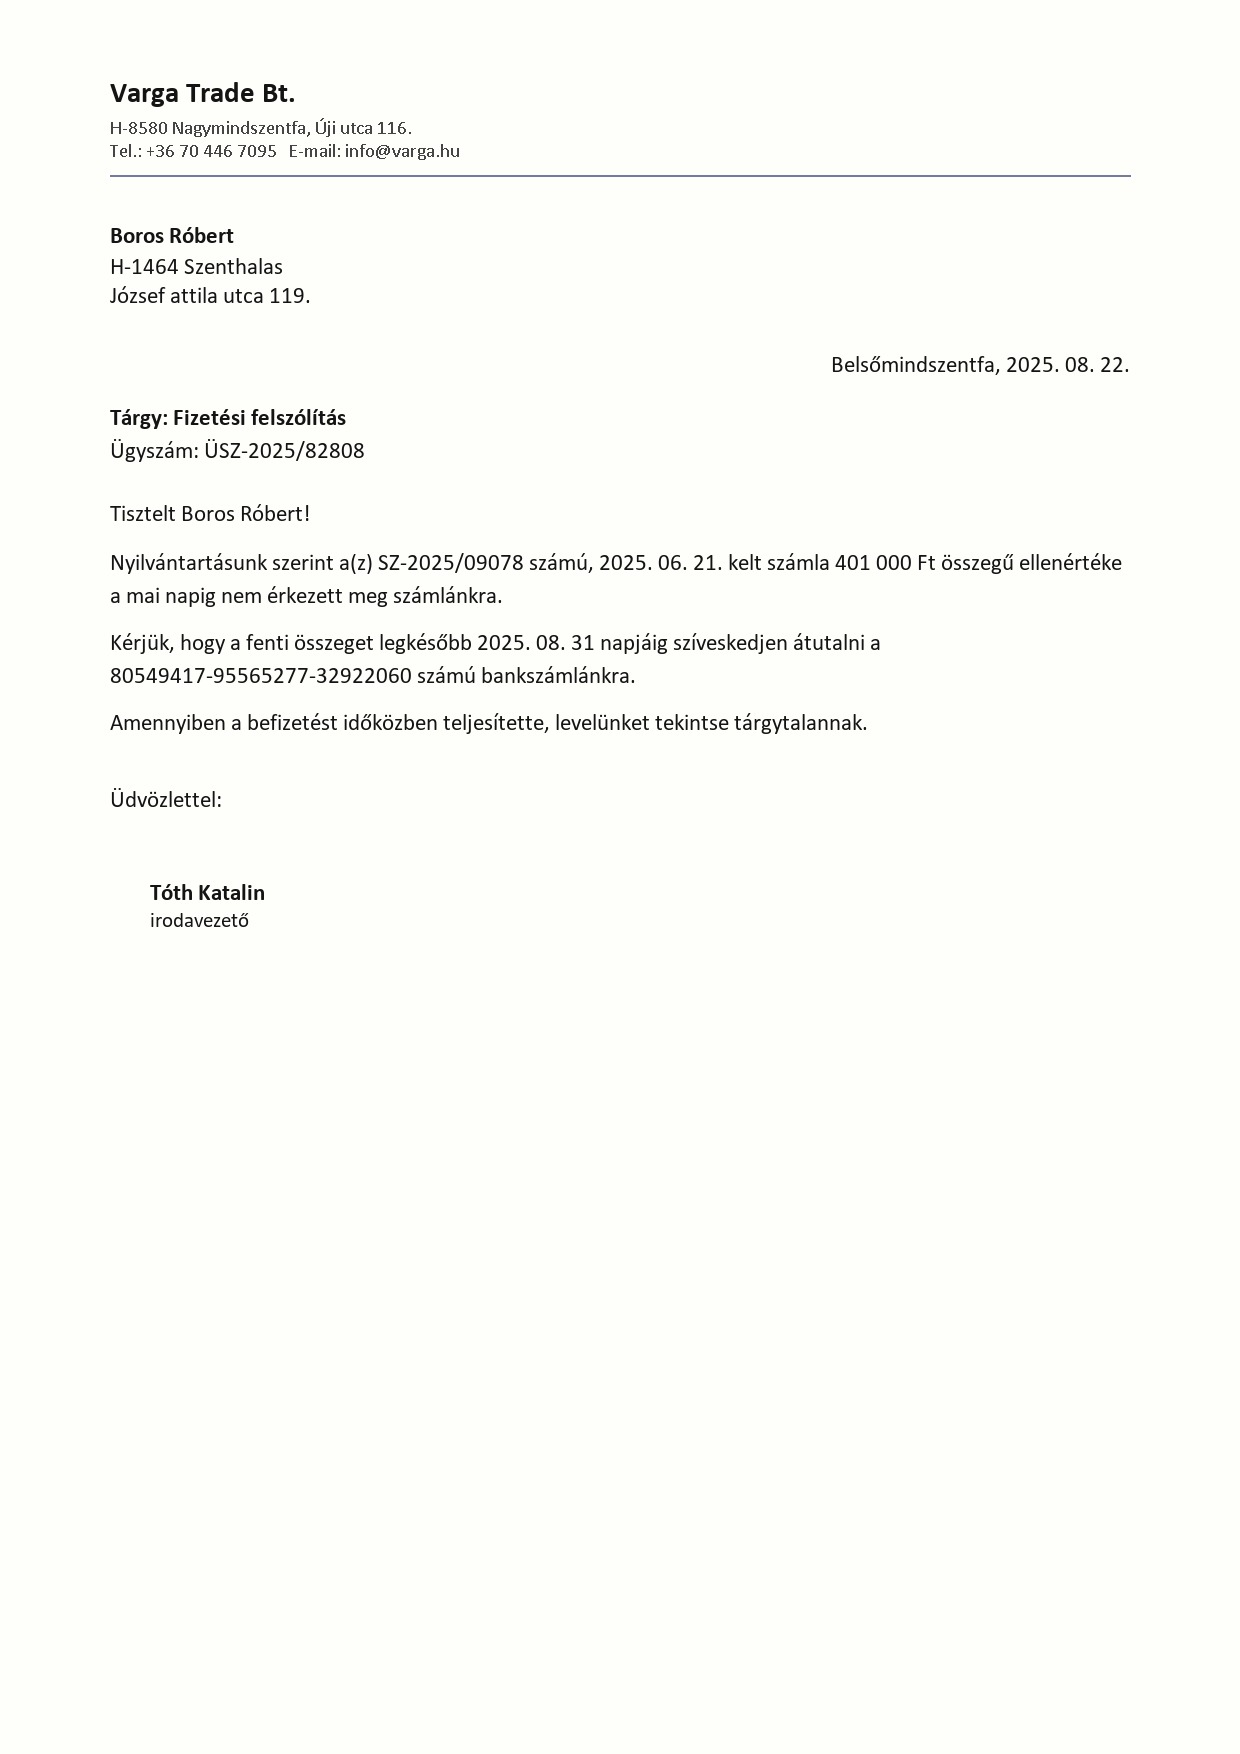 Varga Trade Bt.
H-8580 Nagymindszentfa, Úji utca 116.
Tel.: +36 70 446 7095 E-mail: info@varga.hu
Boros Róbert
H-1464 Szenthalas
József attila utca 119.
Belsőmindszentfa, 2025. 08. 22.
Tárgy: Fizetési felszólítás
Ügyszám: ÜSZ-2025/82808
Tisztelt Boros Róbert!
Nyilvántartásunk szerint a(z) SZ-2025/09078 számú, 2025. 06. 21. kelt számla 401 000 Ft összegű ellenértéke
a mai napig nem érkezett meg számlánkra.
Kérjük, hogy a fenti összeget legkésőbb 2025. 08. 31 napjáig szíveskedjen átutalni a
80549417-95565277-32922060 számú bankszámlánkra.
Amennyiben a befizetést időközben teljesítette, levelünket tekintse tárgytalannak.
Üdvözlettel:
Tóth Katalin
irodavezető